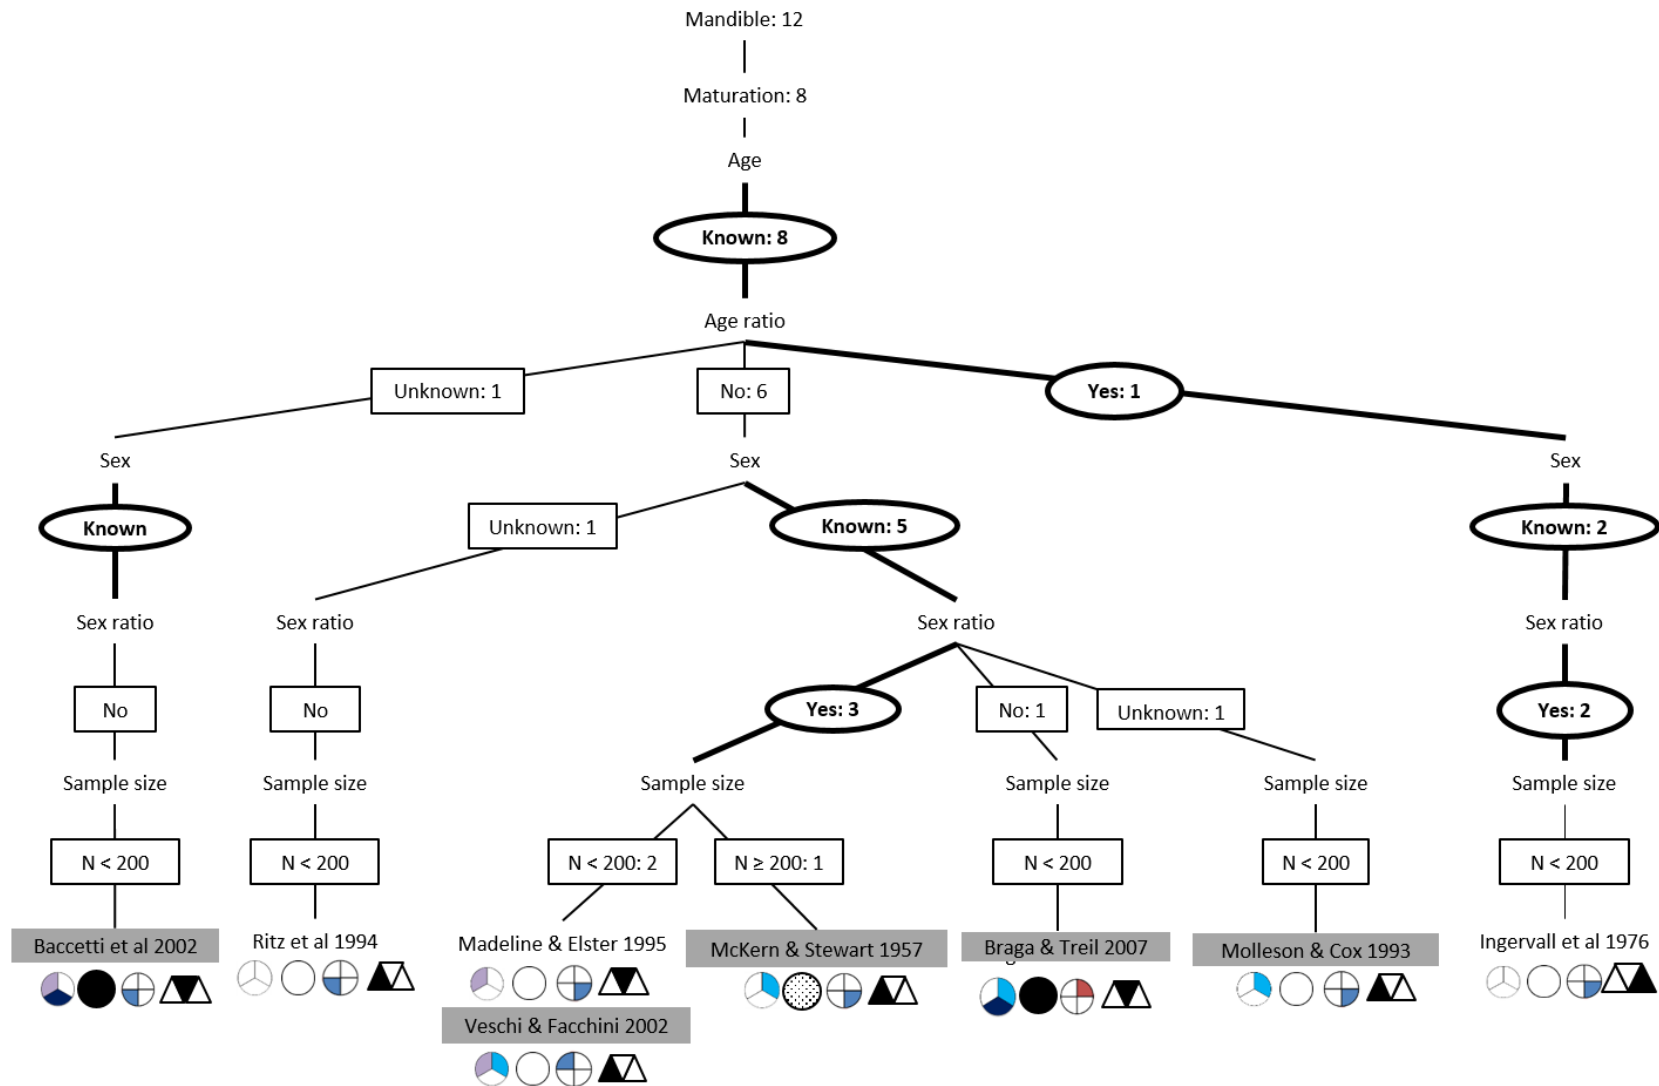 Mandible: 12
Maturation: 8
Age
Known: 8
Age ratio
Unknown: 1
No: 6
Yes: 1
Sex
Sex
Sex
Known
Unknown: 1
Known: 5
Known: 2
Sex ratio
Sex ratio
Sex ratio
Sex ratio
No
No
Yes: 3
No: 1
Unknown: 1
Yes: 2
Sample size
Sample size
Sample size
Sample size
Sample size
Sample size
N < 200
N < 200
N < 200: 2
N ≥ 200: 1
N < 200
N < 200
N < 200
Baccetti et al 2002
Ritz et al 1994
Madeline & Elster 1995
McKern & Stewart 1957
Braga & Treil 2007
Molleson & Cox 1993
Ingervall et al 1976
Veschi & Facchini 2002